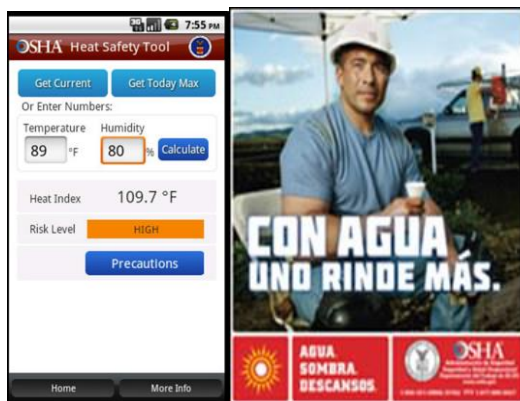 3G 7:55 PM
OSHA Heat Safety Tool
Get Current Get Today Max
Or Enter Numbers:
Temperature Humidity
89 °F 80 % Calculate
Heat Index 109.7 °F
Risk Level HIGH
Precautions
Home More Info
CON AGUA
UNO RINDE MÁS.
AGUA.
SOMBRA.
DESCANSOS.
OSHA